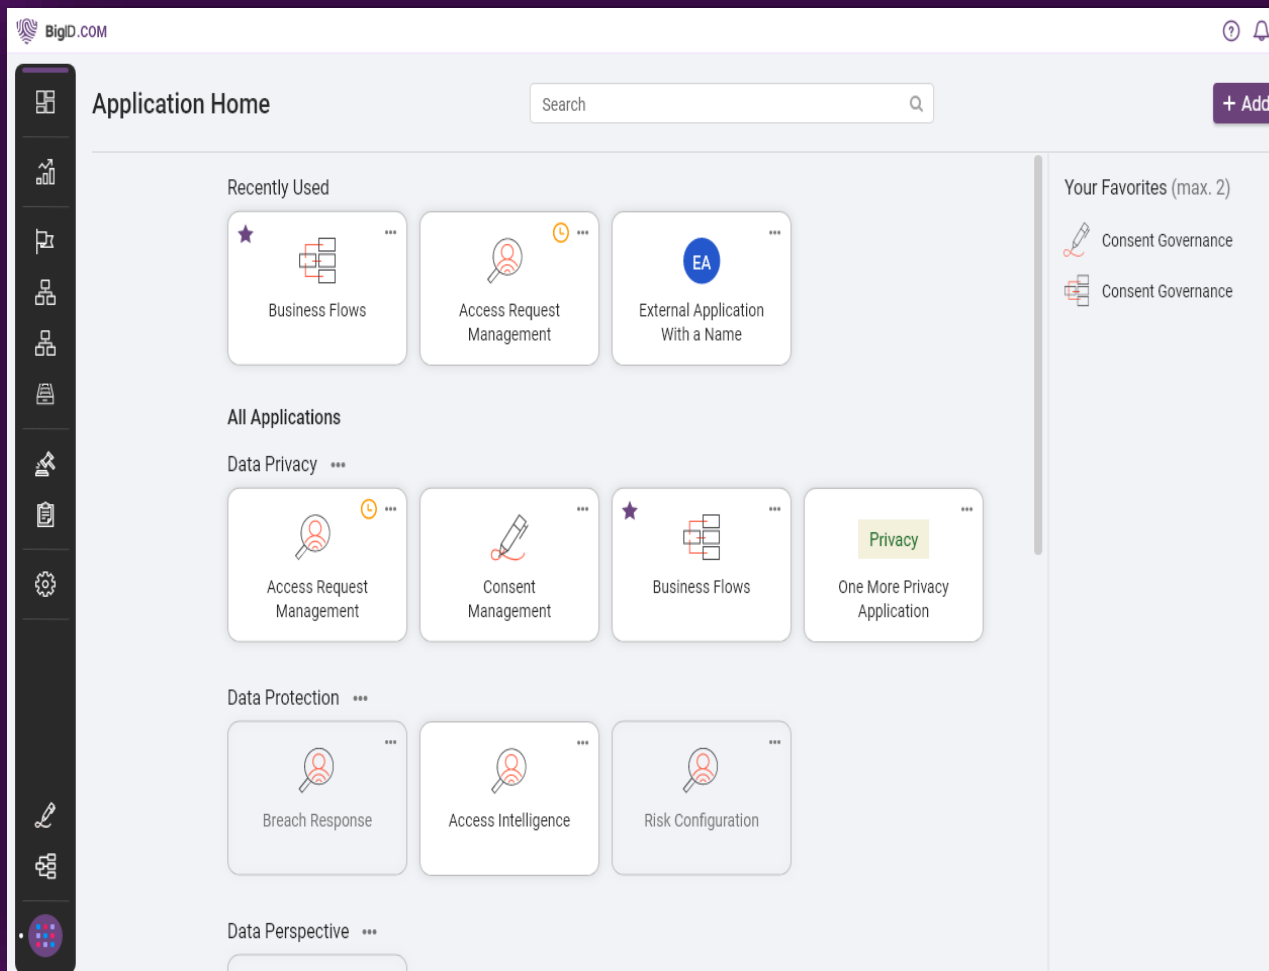 BigID.COM
Application Home
Search
+ Add
Recently Used
Business Flows
Access Request
Management
EA
External Application
With a Name
Your Favorites (max. 2)
Consent Governance
Consent Governance
All Applications
Data Privacy
Access Request
Management
Consent
Management
Business Flows
Privacy
One More Privacy
Application
Data Protection
Breach Response
Access Intelligence
Risk Configuration
Data Perspective